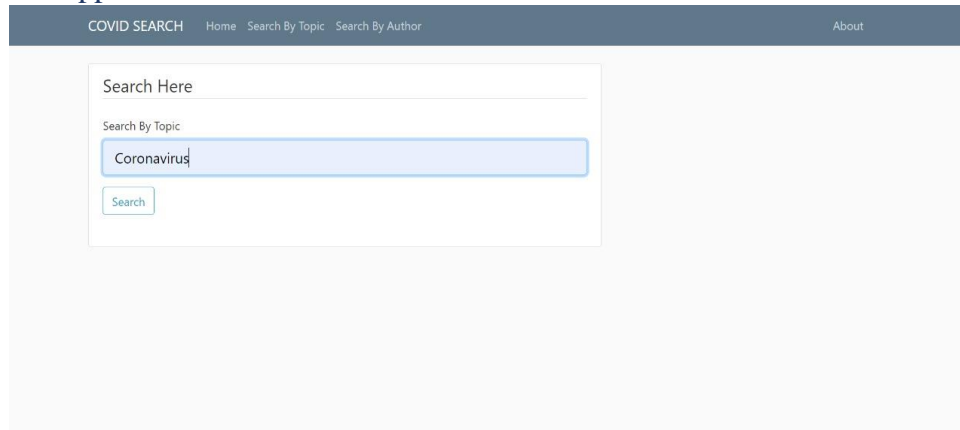 COVID SEARCH Home Search By Topic Search By Author About
Search Here
Search By Topic
Coronavirus
Search